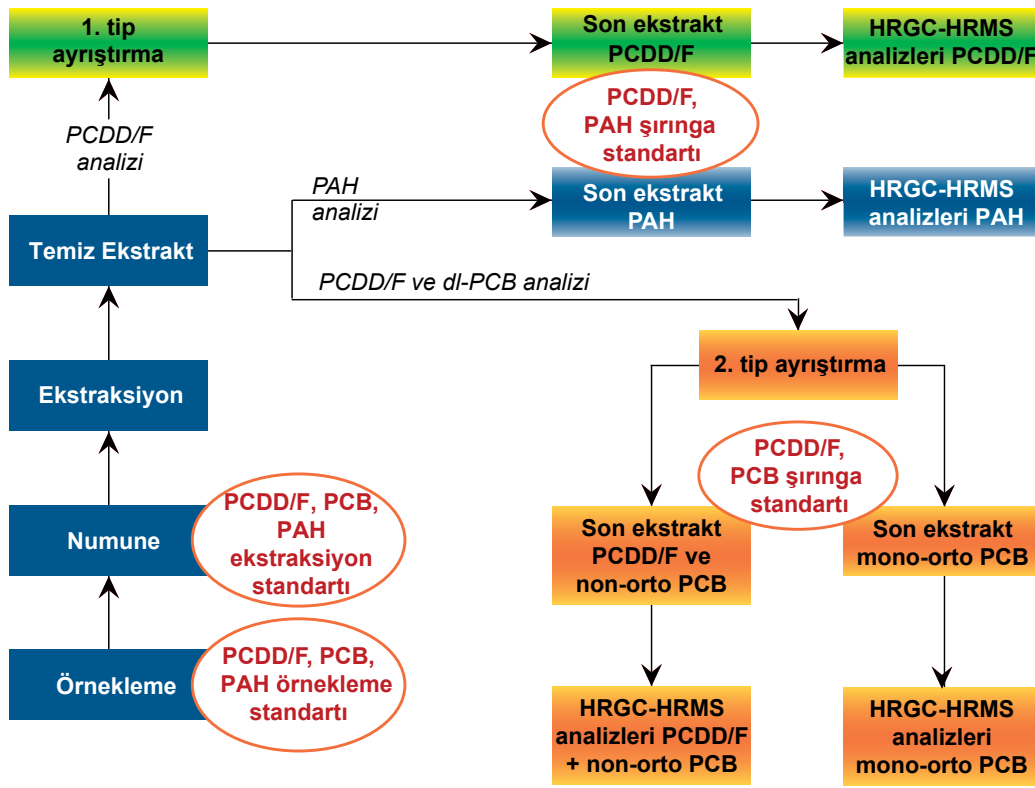 1. tip
ayrıştırma
Son ekstrakt
PCDD/F
HRGC-HRMS
analizleri PCDD/F
PCDD/F,
PAH şırınga
standartı
PCDD/F
analizi
PAH
analizi
Son ekstrakt
PAH
HRGC-HRMS
analizleri PAH
Temiz Ekstrakt
PCDD/F ve dl-PCB analizi
2. tip ayrıştırma
Ekstraksiyon
PCDD/F,
PCB şırınga
standartı
Numune
PCDD/F, PCB,
PAH
ekstraksiyon
standartı
Son ekstrakt
PCDD/F ve
non-orto PCB
Son ekstrakt
mono-orto PCB
Örnekleme
PCDD/F, PCB,
PAH örnekleme
standartı
HRGC-HRMS
analizleri PCDD/F
+ non-orto PCB
HRGC-HRMS
analizleri
mono-orto PCB